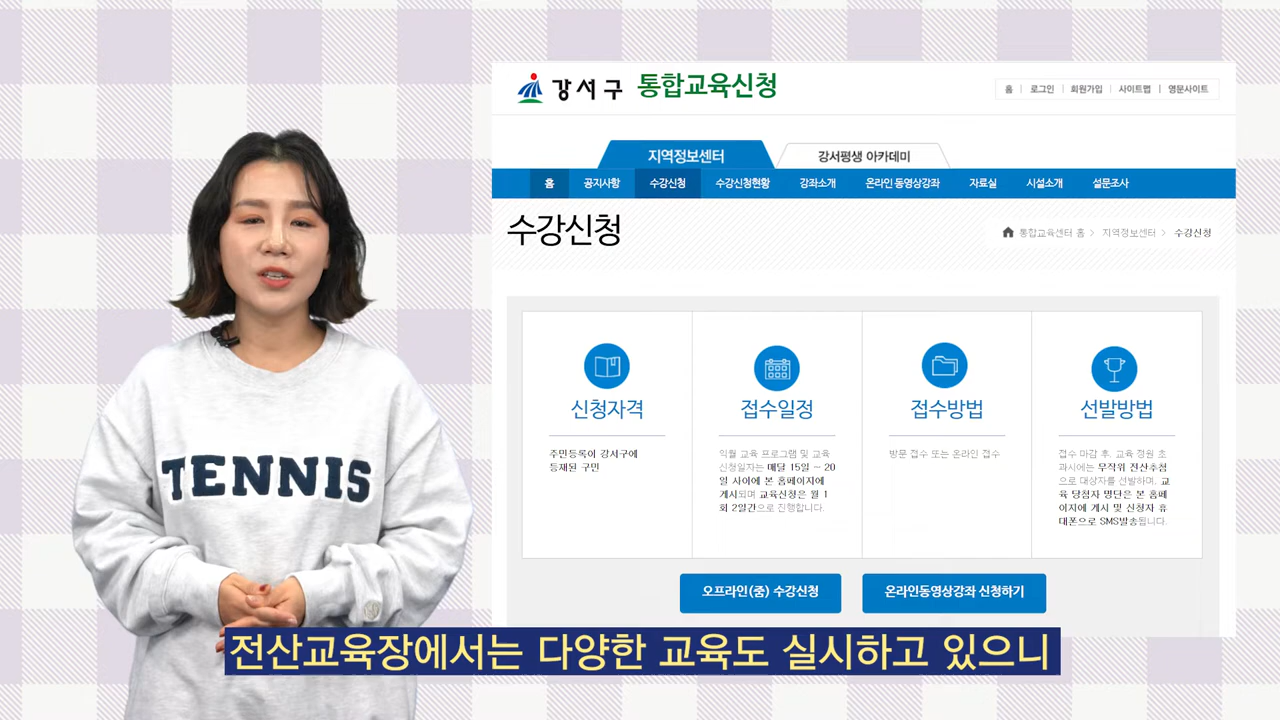 강서구 통합교육신청
홈 | 로그인 | 회원가입 | 사이트맵 | 영문사이트
지역정보센터 강서평생 아카데미
홈 공지사항 수강신청 수강신청현황 강좌소개 온라인 동영상강좌 자료실 시설소개 설문조사
수강신청
통합교육센터 홈 > 지역정보센터 > 수강신청
신청자격
주민등록이 강서구에
등재된 구민
접수일정
익월 교육 프로그램 및 교육
신청일자는 매달 15일 ~ 20
일 사이에 본 홈페이지에
게시되며 교육신청은 월 1
회 2일간으로 진행합니다.
접수방법
방문 접수 또는 온라인 접수
선발방법
접수 마감 후, 교육 정원 초
과시에는 무작위 전산추첨
으로 대상자를 선발하며, 교
육 당첨자 명단은 본 홈페
이지에 게시 및 신청자 휴
대폰으로 SMS발송됩니다.
오프라인(줌) 수강신청
온라인동영상강좌 신청하기
TENNIS
전산교육장에서는 다양한 교육도 실시하고 있으니